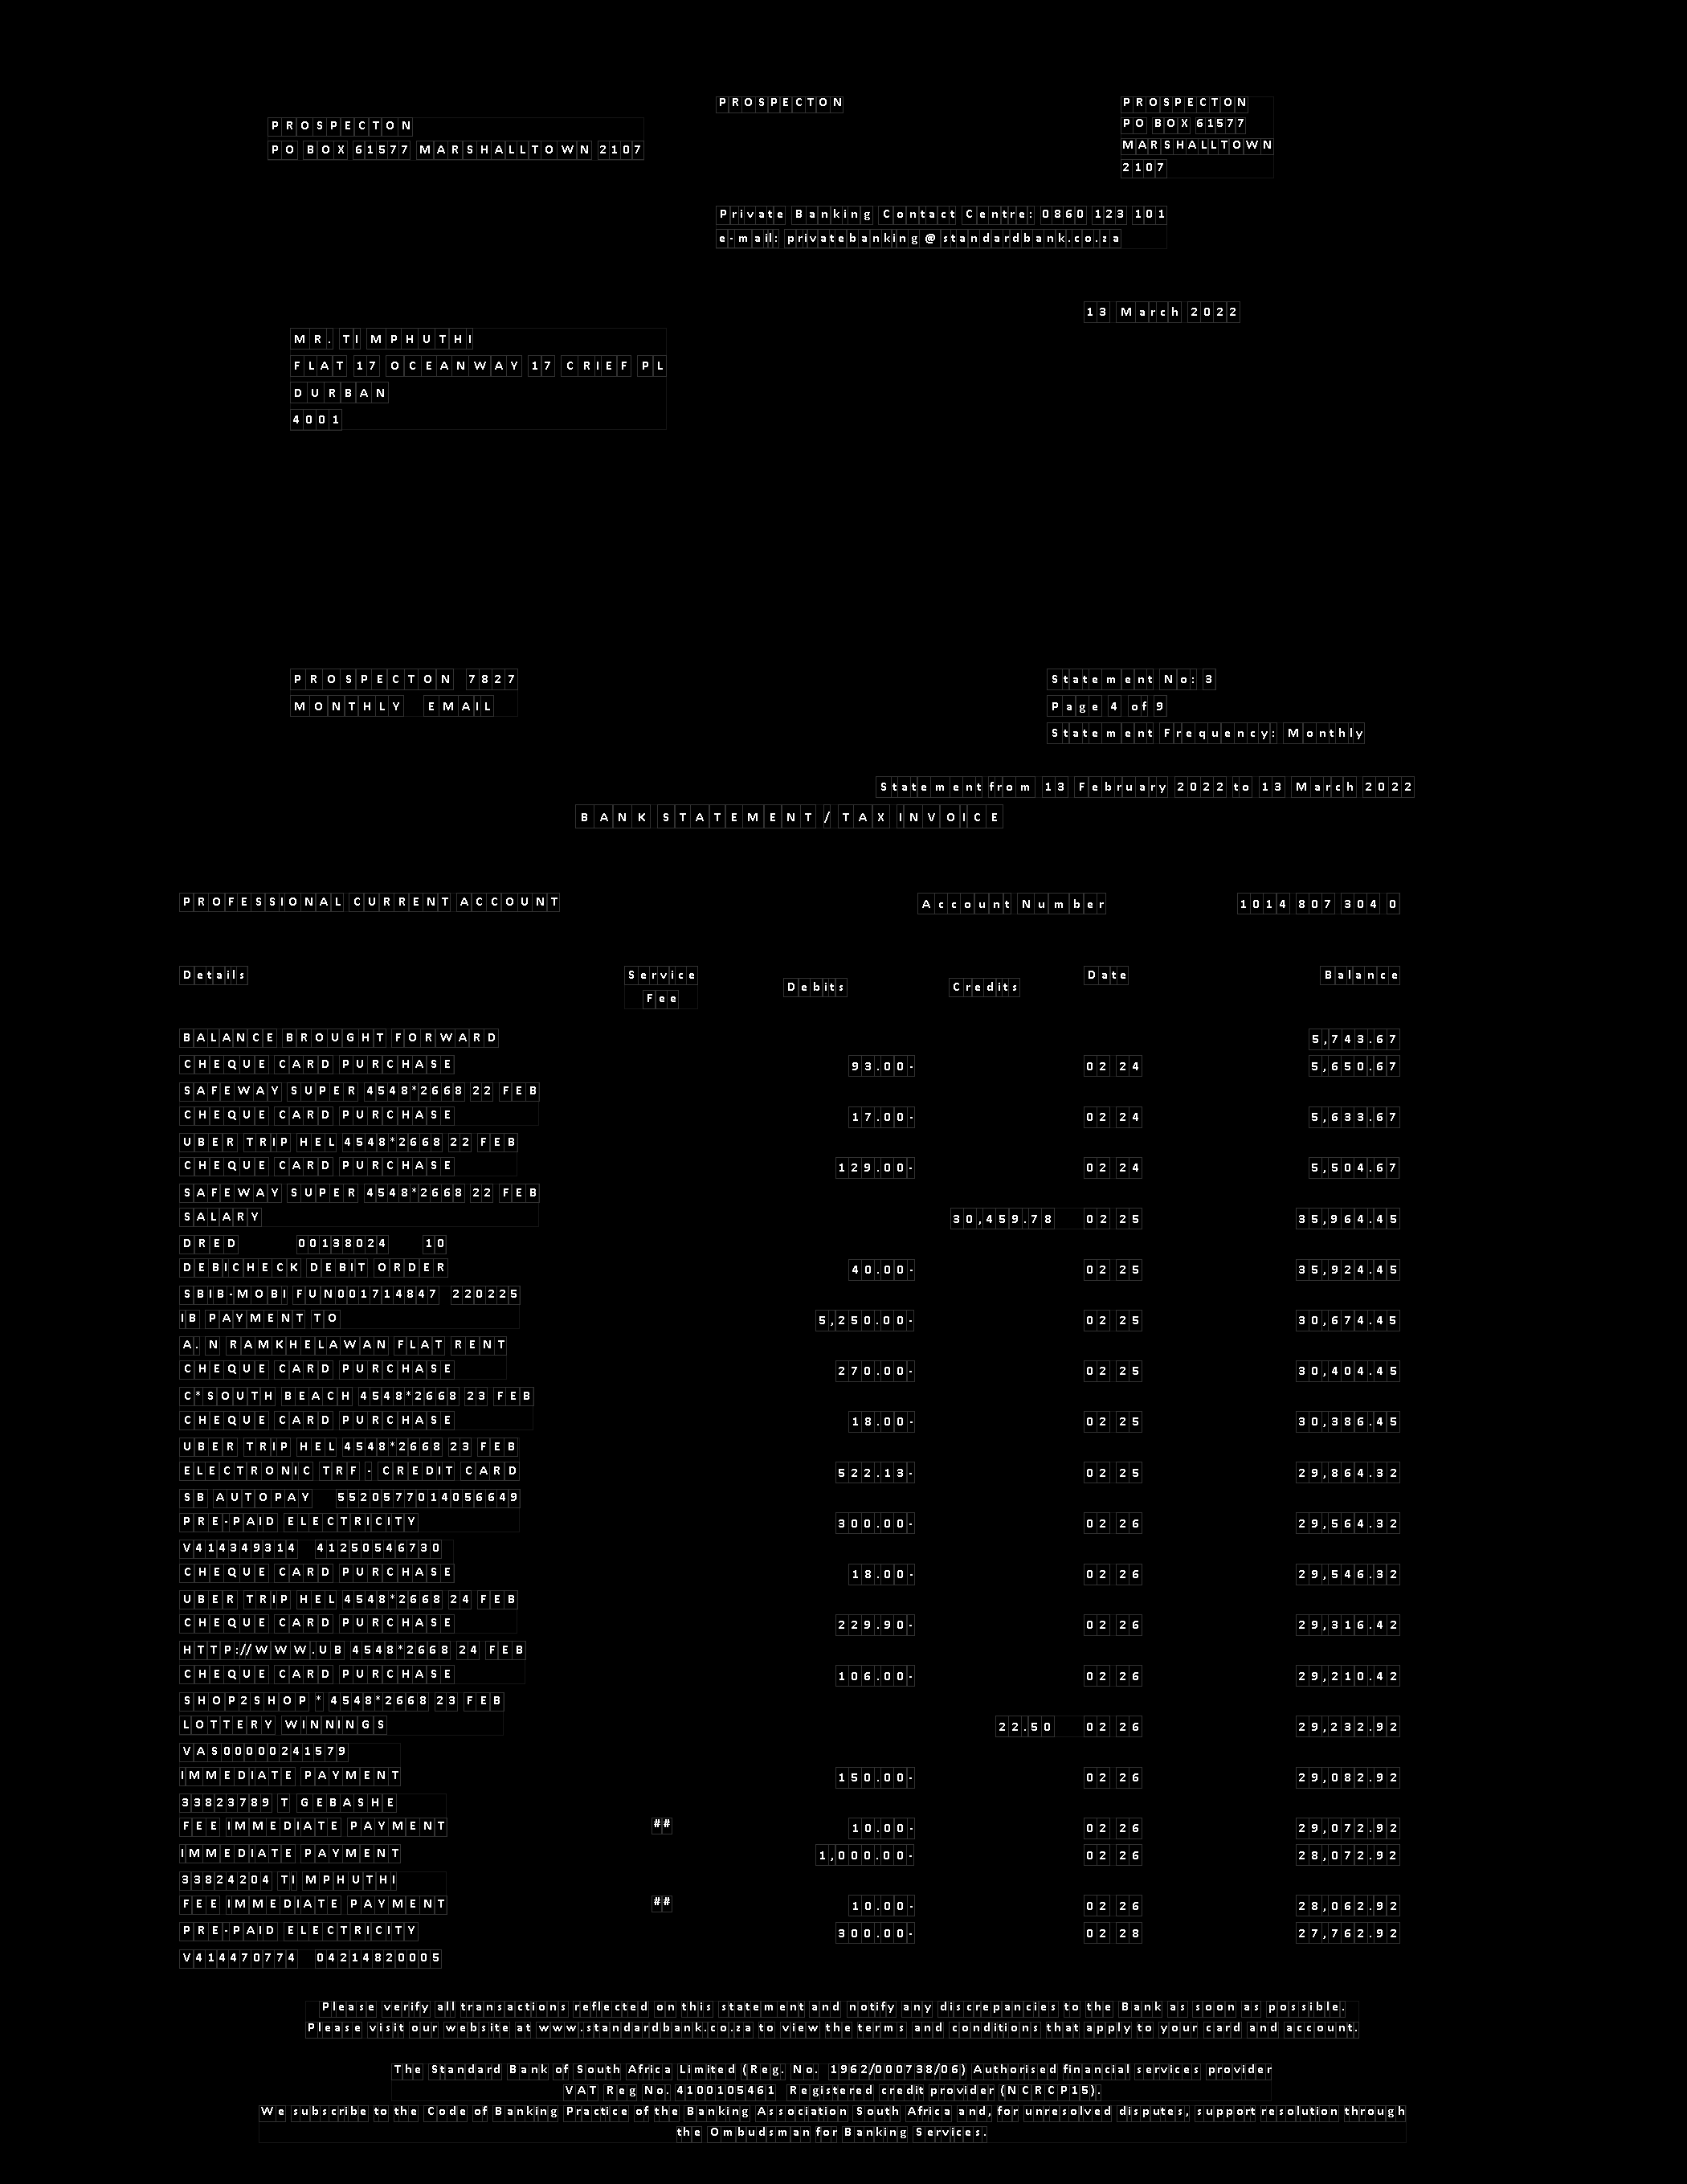 PROSPECTON
PO BOX 61577 MARSHALLTOWN 2107
PROSPECTON
PROSPECTON
PO BOX 61577
MARSHALLTOWN
2107
Private Banking Contact Centre: 0860 123 101
e-mail: privatebanking@standardbank.co.za
13 March 2022
MR. TI MPHUTHI
FLAT 17 OCEANWAY 17 CRIEF PL
DURBAN
4001
PROSPECTON 7827
MONTHLY EMAIL
Statement No: 3
Page 4 of 9
Statement Frequency: Monthly
Statement from 13 February 2022 to 13 March 2022
BANK STATEMENT / TAX INVOICE
PROFESSIONAL CURRENT ACCOUNT Account Number 1014 807 304 0
Details Service Fee Debits Credits Date Balance
BALANCE BROUGHT FORWARD 5,743.67
CHEQUE CARD PURCHASE 93.00- 02 24 5,650.67
SAFEWAY SUPER 4548*2668 22 FEB
CHEQUE CARD PURCHASE 17.00- 02 24 5,633.67
UBER TRIP HEL 4548*2668 22 FEB
CHEQUE CARD PURCHASE 129.00- 02 24 5,504.67
SAFEWAY SUPER 4548*2668 22 FEB
SALARY 30,459.78 02 25 35,964.45
DRED 00138024 10
DEBICHECK DEBIT ORDER 40.00- 02 25 35,924.45
SBIB-MOBI FUN001714847 220225
IB PAYMENT TO 5,250.00- 02 25 30,674.45
A. N RAMKHELAWAN FLAT RENT
CHEQUE CARD PURCHASE 270.00- 02 25 30,404.45
C*SOUTH BEACH 4548*2668 23 FEB
CHEQUE CARD PURCHASE 18.00- 02 25 30,386.45
UBER TRIP HEL 4548*2668 23 FEB
ELECTRONIC TRF - CREDIT CARD 522.13- 02 25 29,864.32
SB AUTOPAY 5520577014056649
PRE-PAID ELECTRICITY 300.00- 02 26 29,564.32
V414349314 41250546730
CHEQUE CARD PURCHASE 18.00- 02 26 29,546.32
UBER TRIP HEL 4548*2668 24 FEB
CHEQUE CARD PURCHASE 229.90- 02 26 29,316.42
HTTP://WWW.UB 4548*2668 24 FEB
CHEQUE CARD PURCHASE 106.00- 02 26 29,210.42
SHOP2SHOP * 4548*2668 23 FEB
LOTTERY WINNINGS 22.50 02 26 29,232.92
VAS00000241579
IMMEDIATE PAYMENT 150.00- 02 26 29,082.92
33823789 T GEBASHE
FEE IMMEDIATE PAYMENT ## 10.00- 02 26 29,072.92
IMMEDIATE PAYMENT 1,000.00- 02 26 28,072.92
33824204 TI MPHUTHI
FEE IMMEDIATE PAYMENT ## 10.00- 02 26 28,062.92
PRE-PAID ELECTRICITY 300.00- 02 28 27,762.92
V414470774 04214820005
Please verify all transactions reflected on this statement and notify any discrepancies to the Bank as soon as possible.
Please visit our website at www.standardbank.co.za to view the terms and conditions that apply to your card and account.
The Standard Bank of South Africa Limited (Reg. No. 1962/000738/06) Authorised financial services provider
VAT Reg No. 4100105461 Registered credit provider (NCRCP15).
We subscribe to the Code of Banking Practice of the Banking Association South Africa and, for unresolved disputes, support resolution through
the Ombudsman for Banking Services.